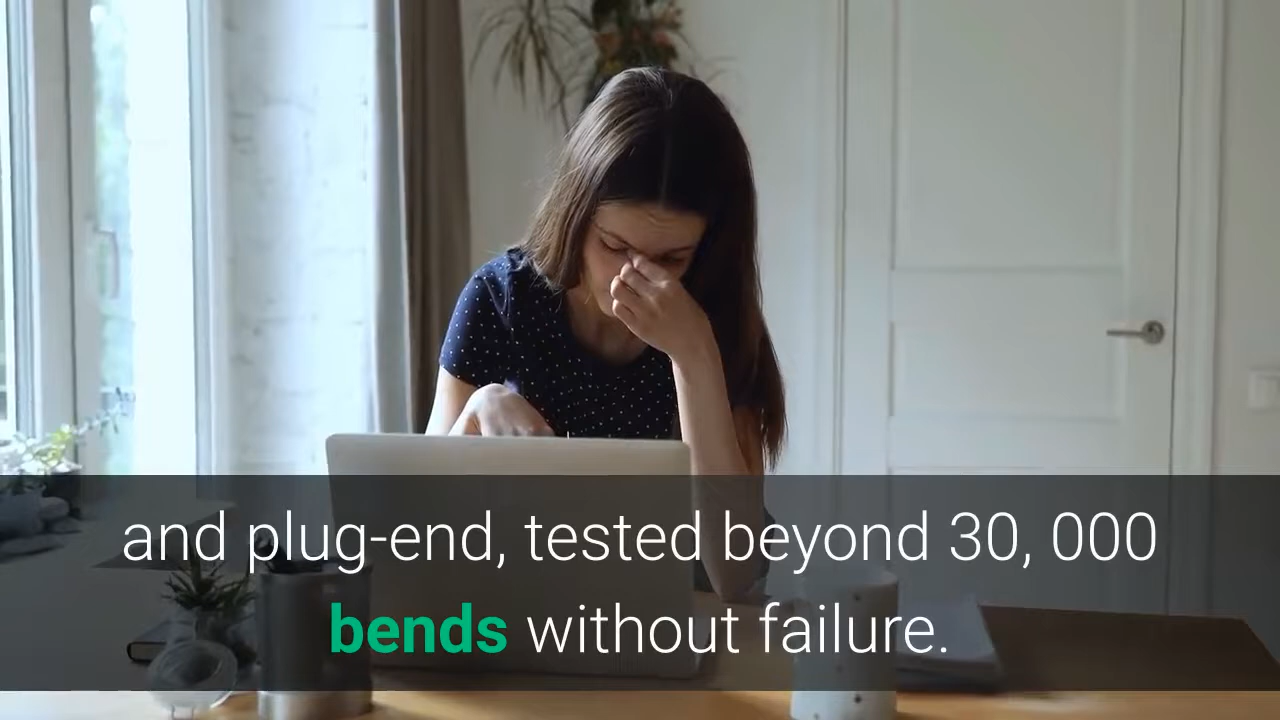 and plug-end, tested beyond 30, 000
bends without failure.